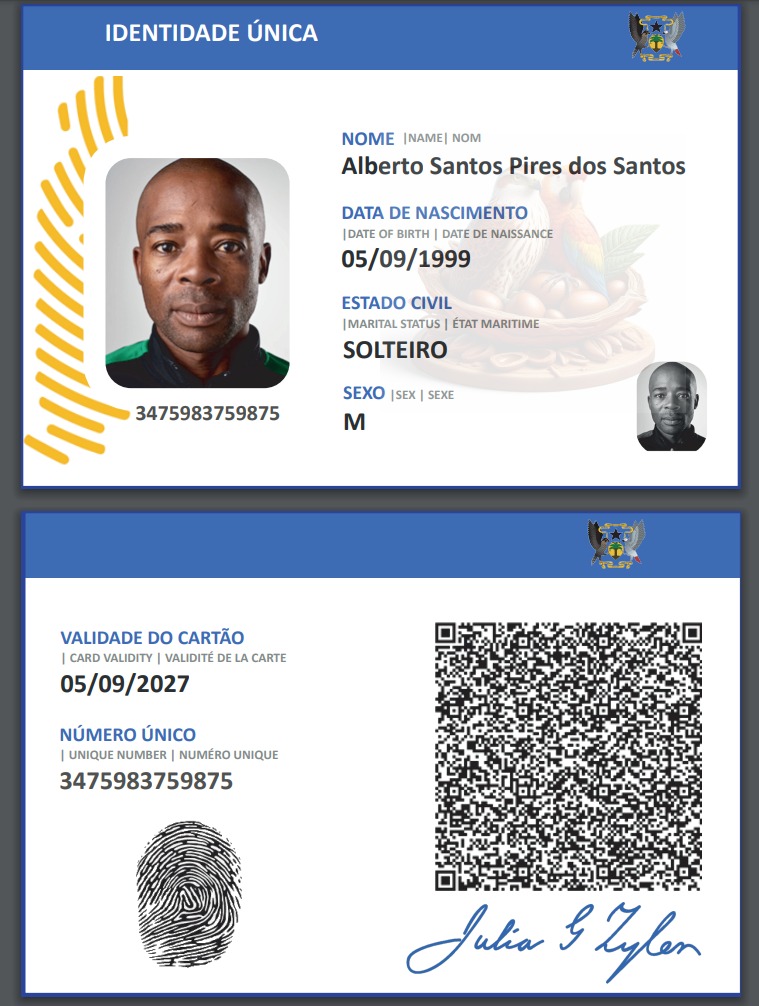 IDENTIDADE ÚNICA
NOME |NAME| NOM
Alberto Santos Pires dos Santos
DATA DE NASCIMENTO
|DATE OF BIRTH | DATE DE NAISSANCE
05/09/1999
ESTADO CIVIL
|MARITAL STATUS | ÉTAT MARITIME
SOLTEIRO
SEXO |SEX | SEXE
M
3475983759875
VALIDADE DO CARTÃO
| CARD VALIDITY | VALIDITÉ DE LA CARTE
05/09/2027
NÚMERO ÚNICO
| UNIQUE NUMBER | NUMÉRO UNIQUE
3475983759875
Julia G Zylen